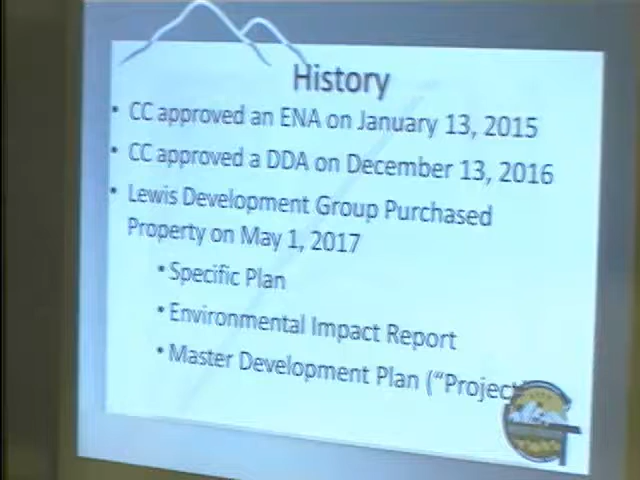 History
• CC approved an ENA on January 13, 2015
• CC approved a DDA on December 13, 2016
• Lewis Development Group Purchased
Property on May 1, 2017
• Specific Plan
• Environmental Impact Report
• Master Development Plan ("Project